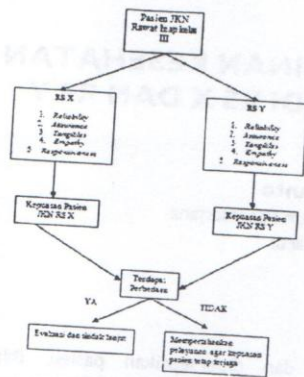 Pasien JKN
Rawat Inap kelas
III
RS X
1. Reliability
2. Assurance
3. Tangibles
4. Empathy
5. Responsiveness
RS Y
1. Reliability
2. Assurance
3. Tangibles
4. Empathy
5. Responsiveness
Kepuasan Pasien
JKN RS X
Kepuasan Pasien
JKN RS Y
Terdapat
Perbedaan
YA
TIDAK
Evaluasi dan tindak lanjut
Mempertahankan
pelayanan agar kepuasan
pasien tetap terjaga